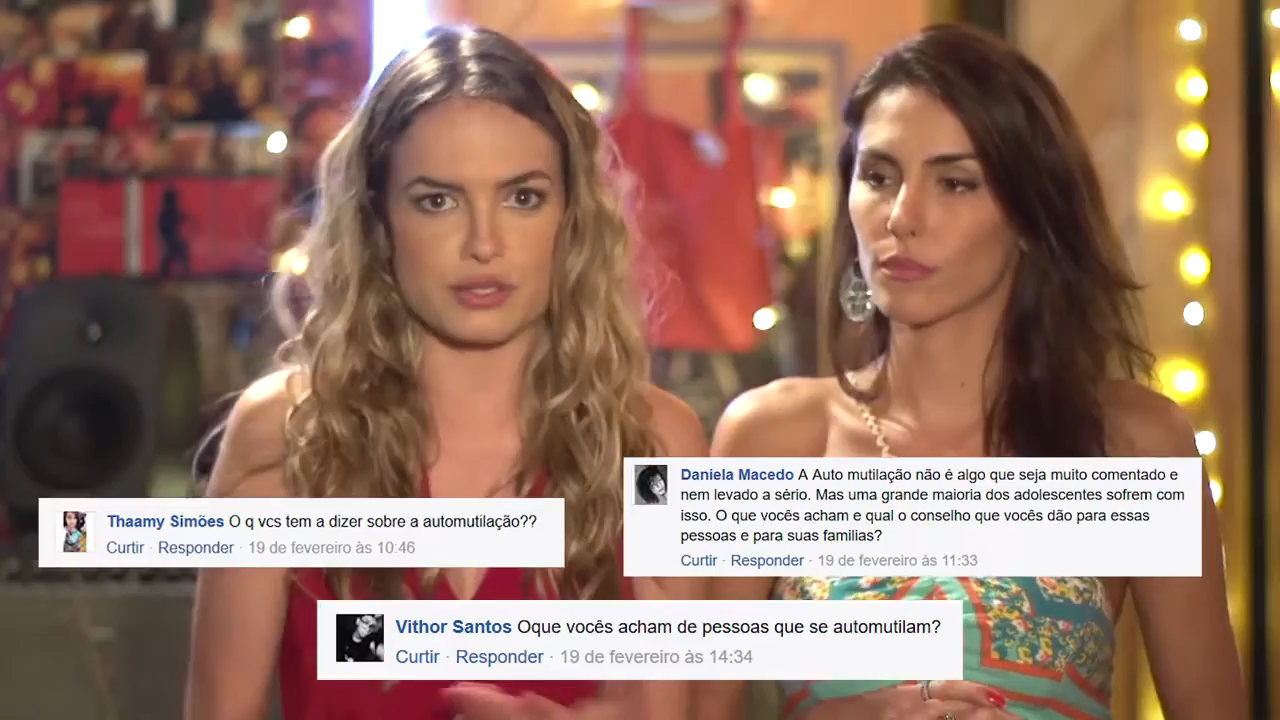 Daniela Macedo A Auto mutilação não é algo que seja muito comentado e
nem levado a sério. Mas uma grande maioria dos adolescentes sofrem com
isso. O que vocês acham e qual o conselho que vocês dão para essas
pessoas e para suas familias?
Curtir · Responder · 19 de fevereiro às 11:33
Thaamy Simões O q vcs tem a dizer sobre a automutilação??
Curtir · Responder · 19 de fevereiro às 10:46
Vithor Santos Oque vocês acham de pessoas que se automutilam?
Curtir · Responder · 19 de fevereiro às 14:34